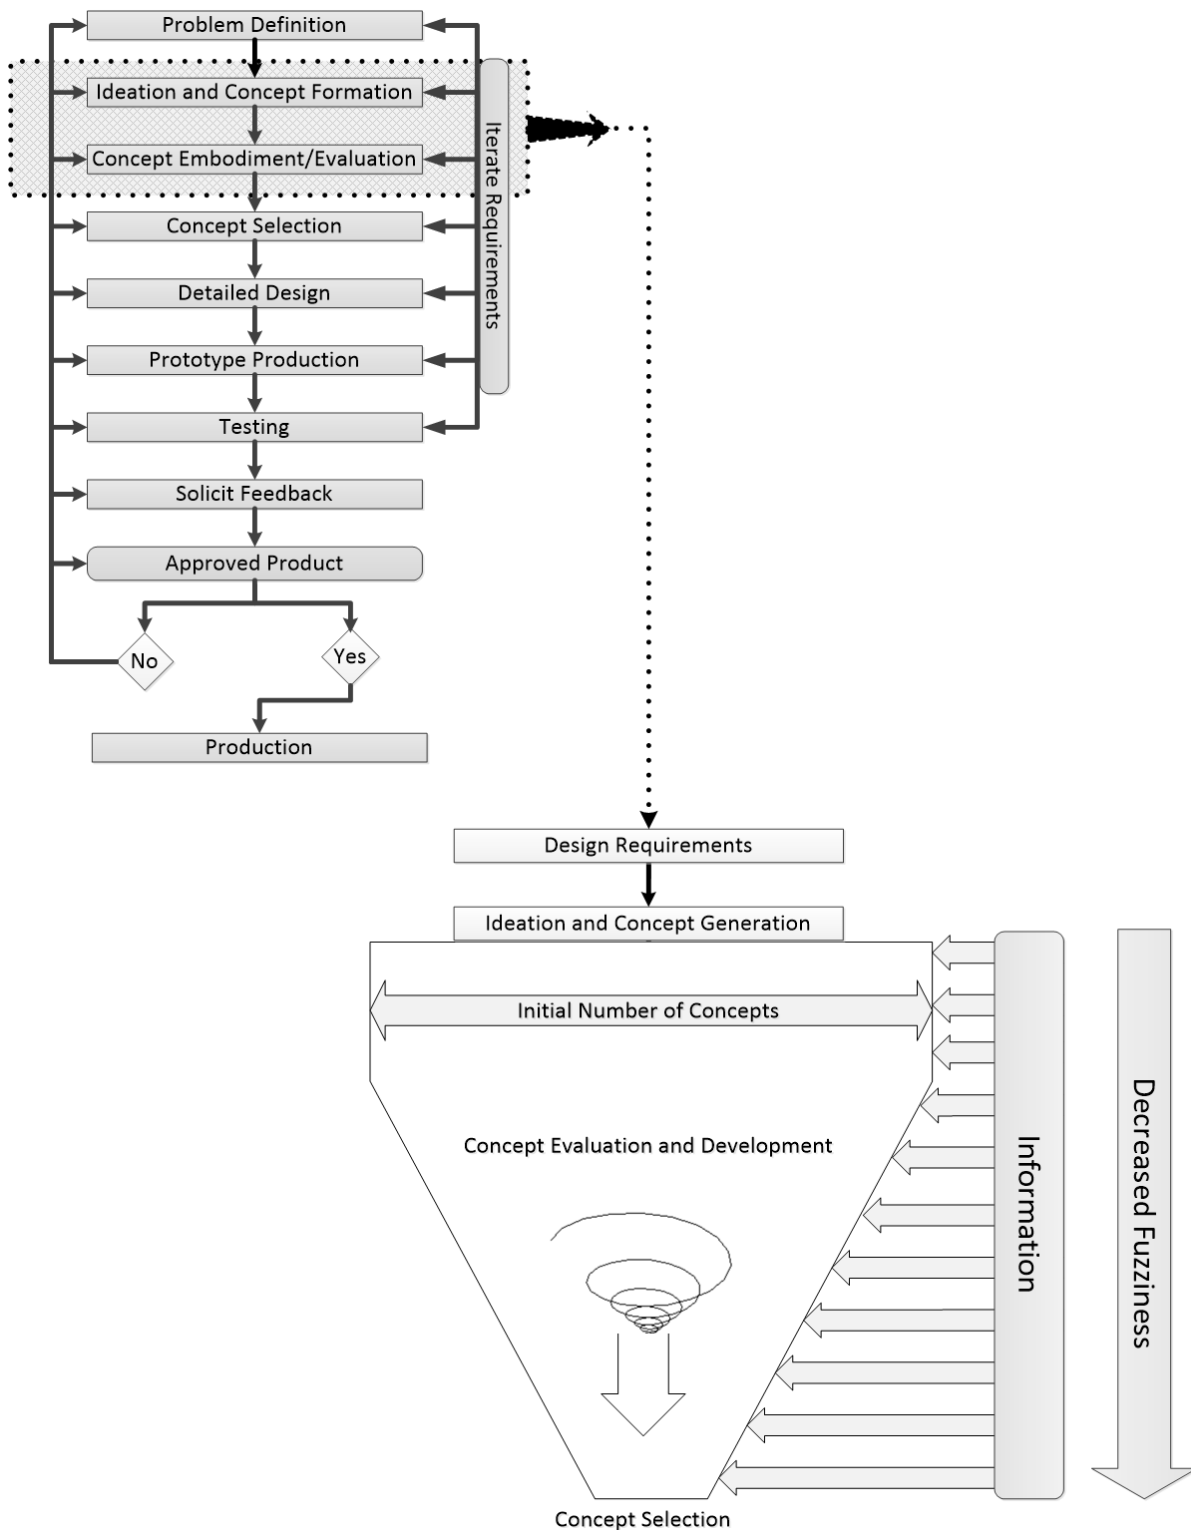 Problem Definition
Ideation and Concept Formation
Concept Embodiment/Evaluation
Iterate Requirements
Concept Selection
Detailed Design
Prototype Production
Testing
Solicit Feedback
Approved Product
No
Yes
Production
Design Requirements
Ideation and Concept Generation
Initial Number of Concepts
Concept Evaluation and Development
Information
Decreased Fuzziness
Concept Selection